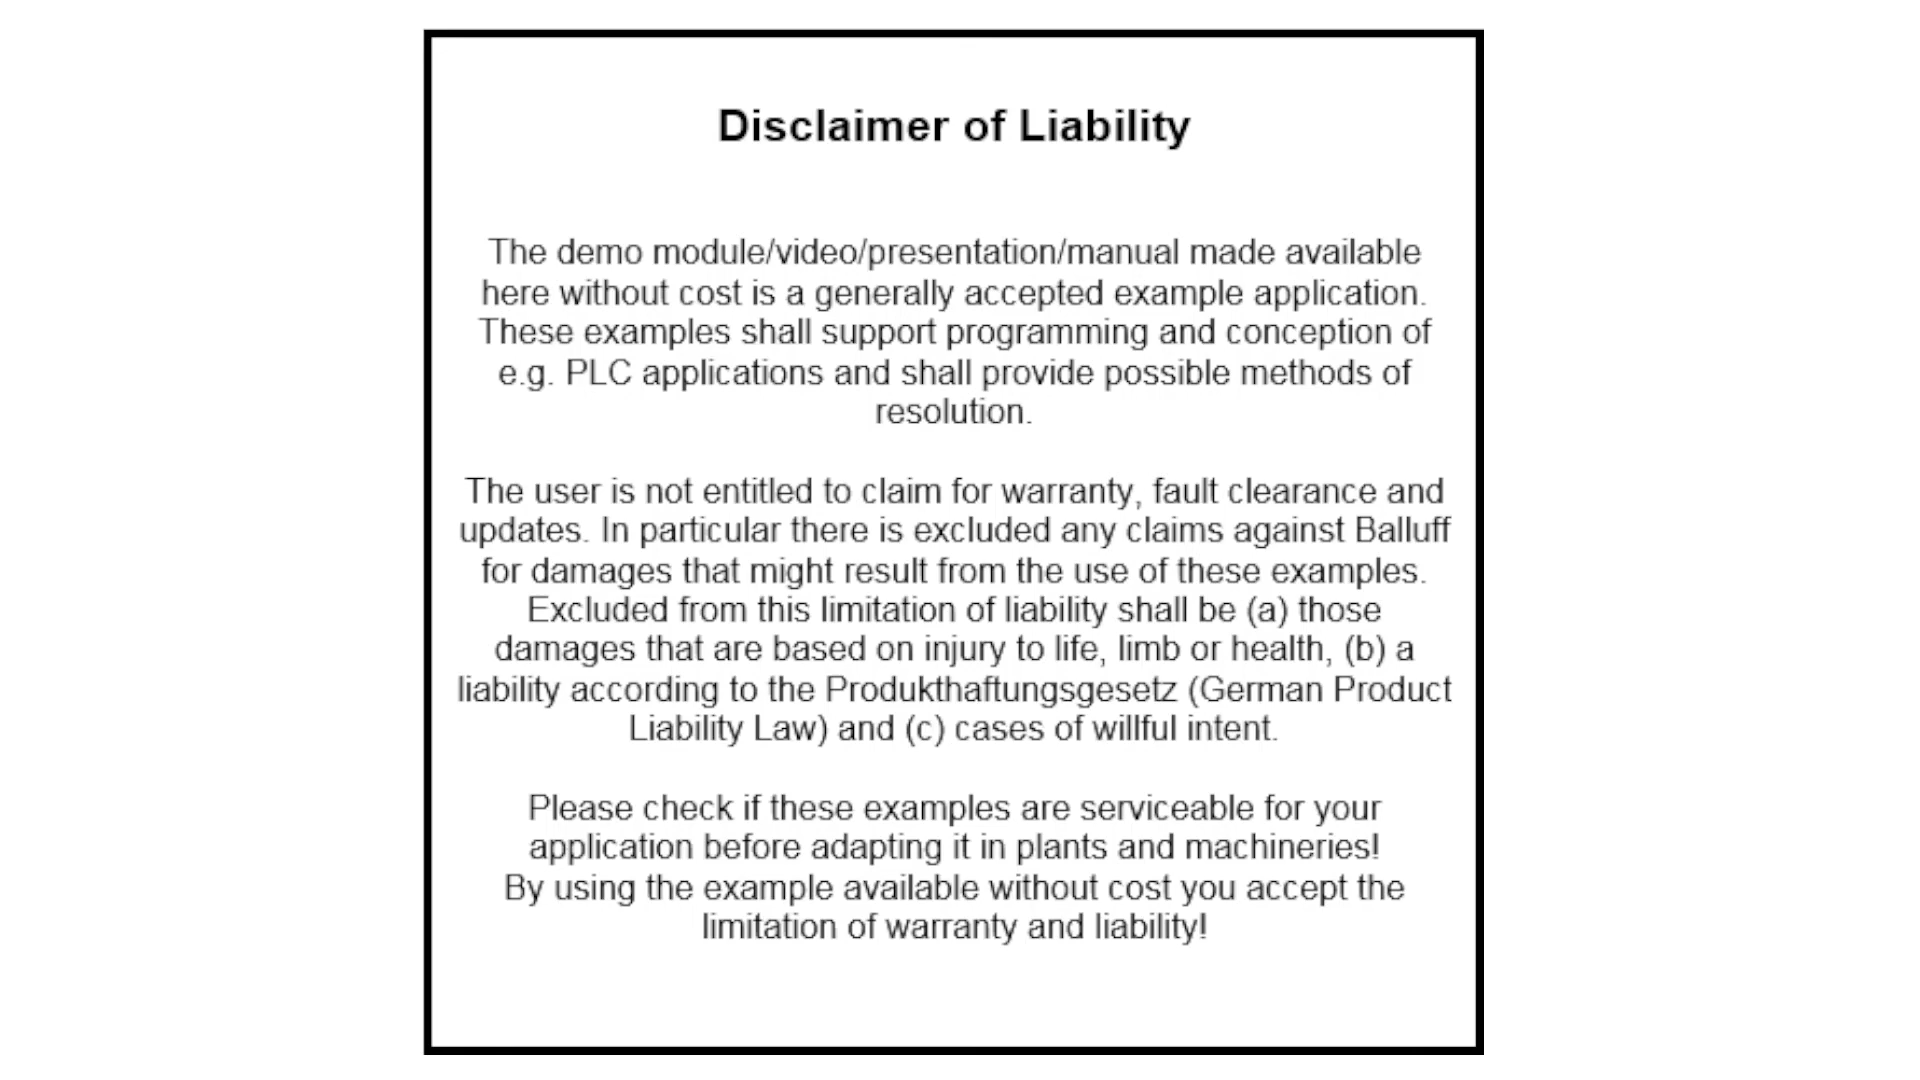 Disclaimer of Liability
The demo module/video/presentation/manual made available
here without cost is a generally accepted example application.
These examples shall support programming and conception of
e.g. PLC applications and shall provide possible methods of
resolution.
The user is not entitled to claim for warranty, fault clearance and
updates. In particular there is excluded any claims against Balluff
for damages that might result from the use of these examples.
Excluded from this limitation of liability shall be (a) those
damages that are based on injury to life, limb or health, (b) a
liability according to the Produkthaftungsgesetz (German Product
Liability Law) and (c) cases of willful intent.
Please check if these examples are serviceable for your
application before adapting it in plants and machineries!
By using the example available without cost you accept the
limitation of warranty and liability!